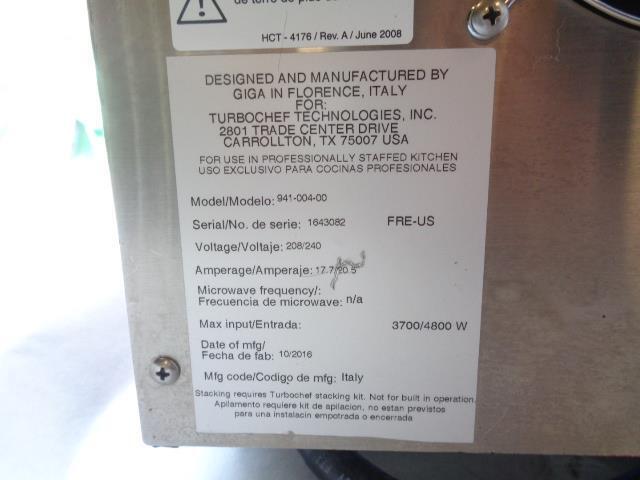 HCT - 4176 / Rev. A / June 2008
DESIGNED AND MANUFACTURED BY
GIGA IN FLORENCE, ITALY
FOR:
TURBOCHEF TECHNOLOGIES, INC.
2801 TRADE CENTER DRIVE
CARROLLTON, TX 75007 USA
FOR USE IN PROFESSIONALLY STAFFED KITCHEN
USO EXCLUSIVO PARA COCINAS PROFESIONALES
Model/Modelo: 941-004-00
Serial/No. de serie: 1643082 FRE-US
Voltage/Voltaje: 208/240
Amperage/Amperaje: 17.7/20.5
Microwave frequency/:
Frecuencia de microwave: n/a
Max input/Entrada: 3700/4800 W
Date of mfg/
Fecha de fab: 10/2016
Mfg code/Codigo de mfg: Italy
Stacking requires Turbochef stacking kit. Not for built in operation.
Apilamento requiere kit de apilacion, no estan previstos
para una instalacin empotrada o encerrada